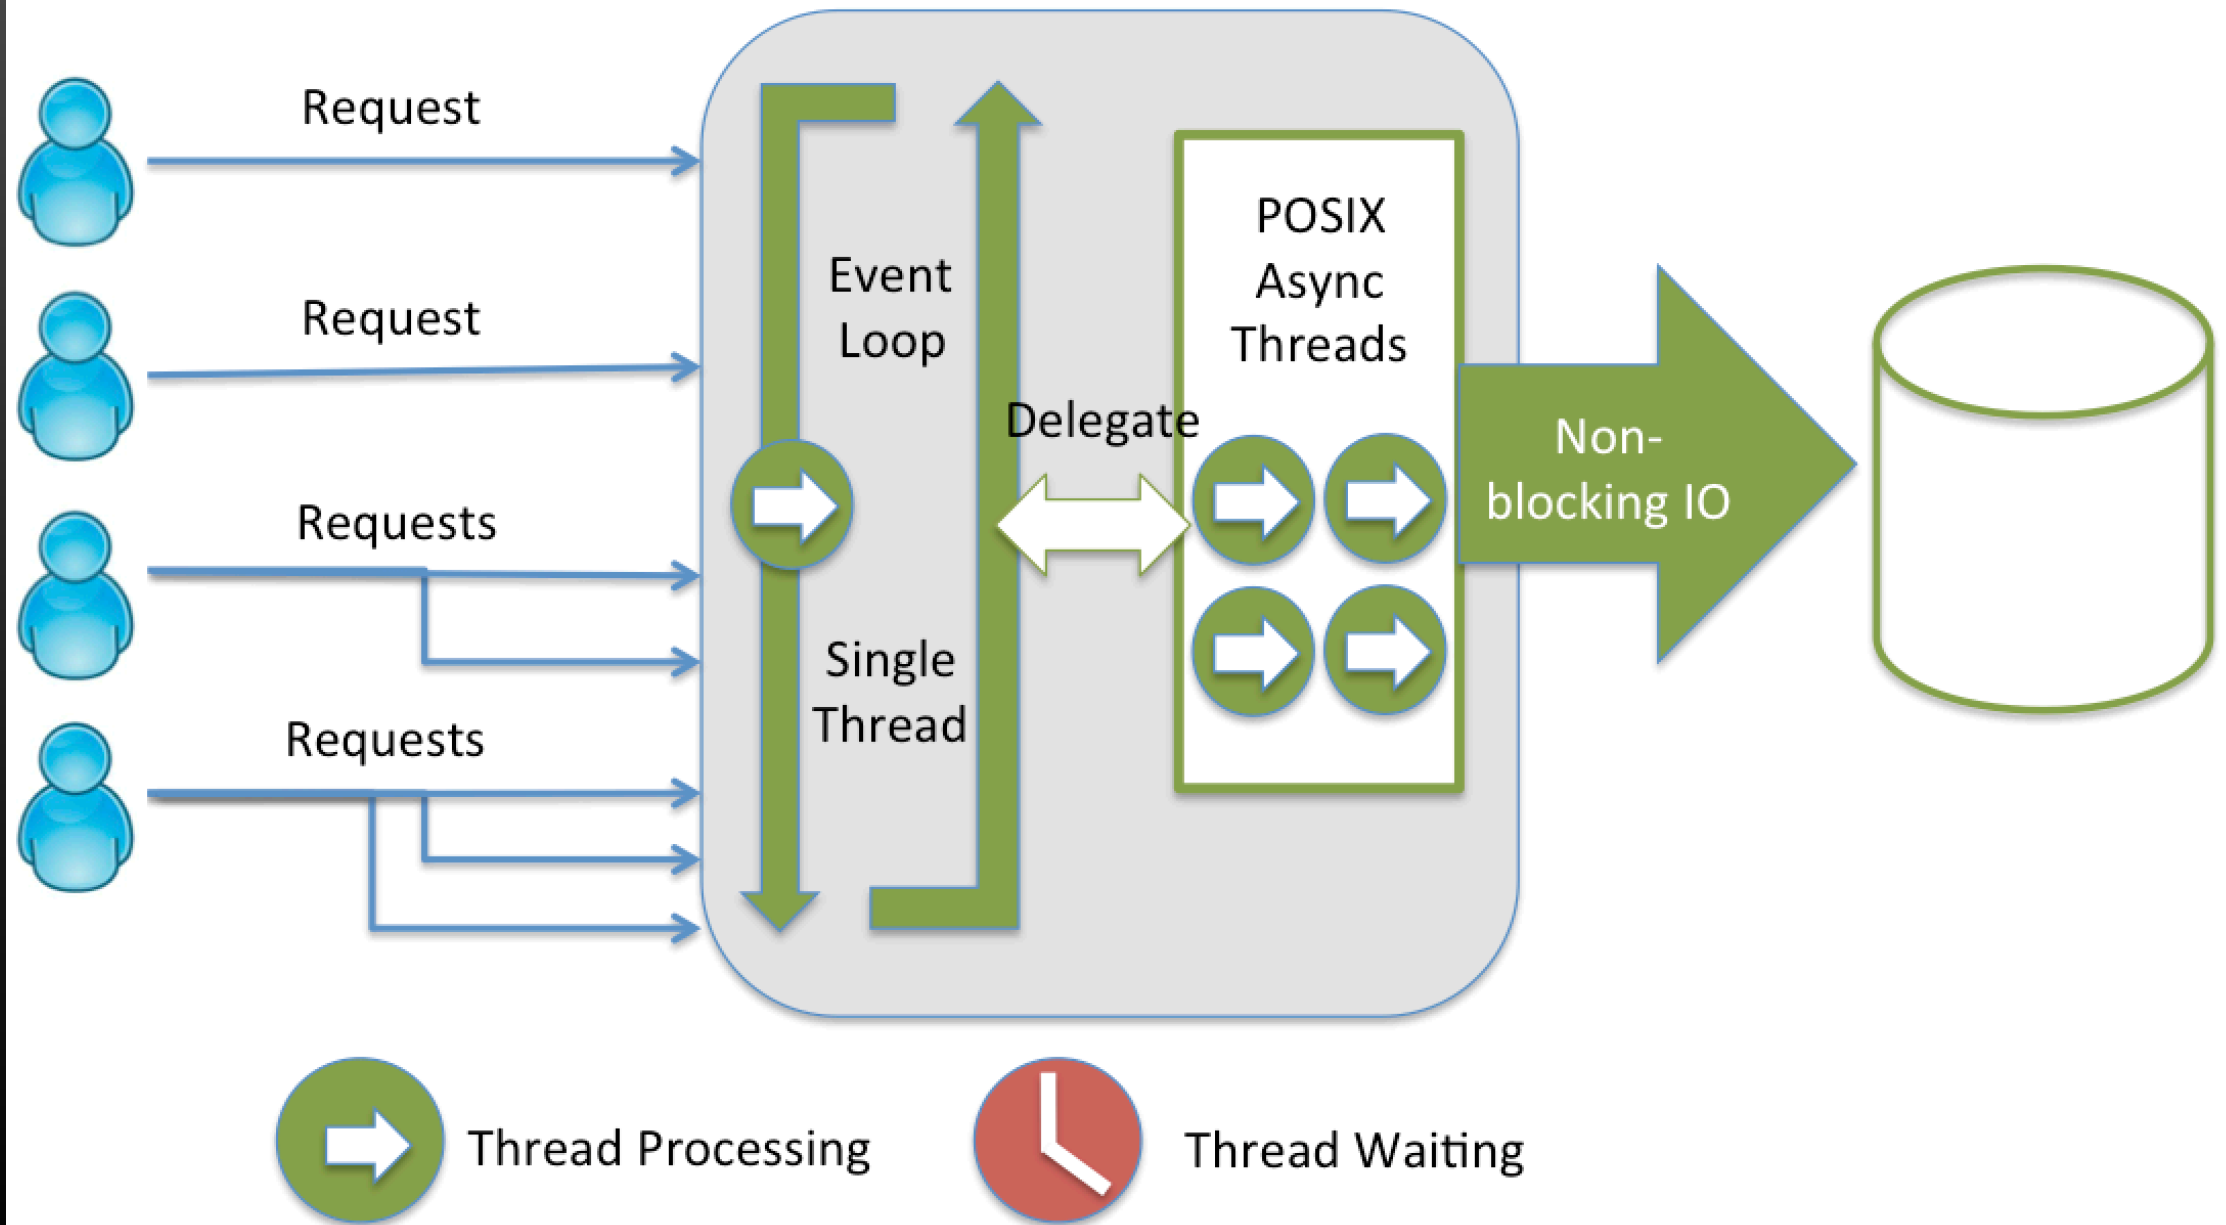 Request
Request
Requests
Requests
Event
Loop
Single
Thread
Delegate
POSIX
Async
Threads
Non-
blocking IO
Thread Processing
Thread Waiting